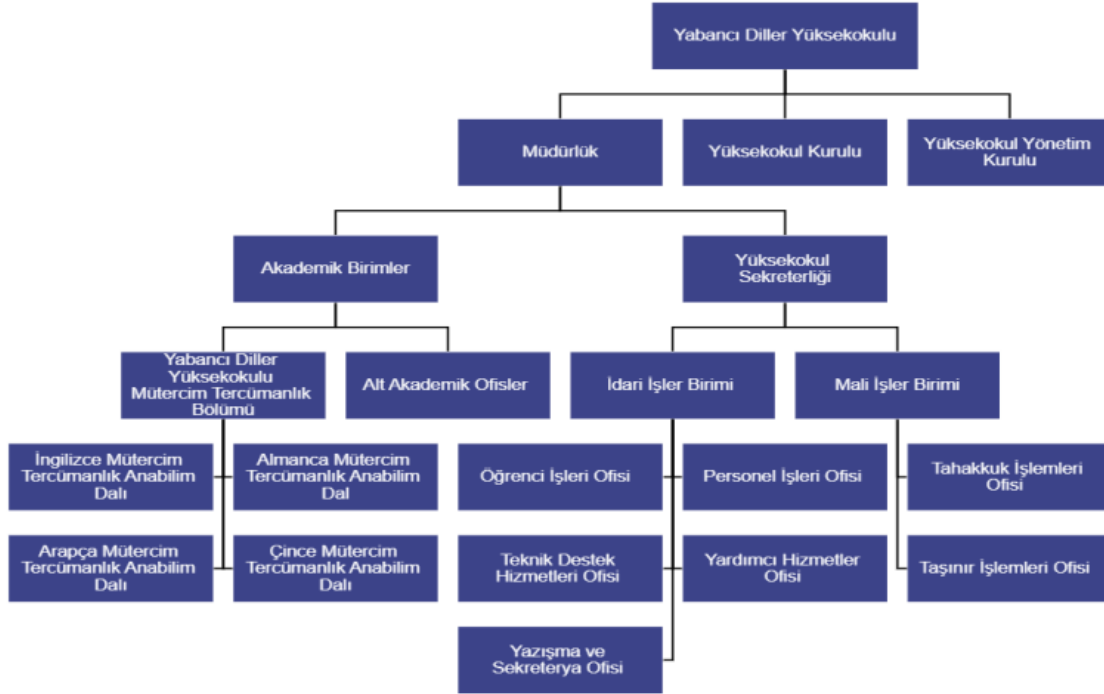 Yabancı Diller Yüksekokulu
Müdürlük
Yüksekokul Kurulu
Yüksekokul Yönetim
Kurulu
Akademik Birimler
Yüksekokul
Sekreterliği
Yabancı Diller
Yüksekokulu
Mütercim Tercümanlık
Bölümü
Alt Akademik Ofisler
İdari İşler Birimi
Mali İşler Birimi
İngilizce Mütercim
Tercümanlık Anabilim
Dalı
Almanca Mütercim
Tercümanlık Anabilim
Dal
Öğrenci İşleri Ofisi
Personel İşleri Ofisi
Tahakkuk İşlemleri
Ofisi
Arapça Mütercim
Tercümanlık Anabilim
Dalı
Çince Mütercim
Tercümanlık Anabilim
Dalı
Teknik Destek
Hizmetleri Ofisi
Yardımcı Hizmetler
Ofisi
Taşınır İşlemleri Ofisi
Yazışma ve
Sekreterya Ofisi